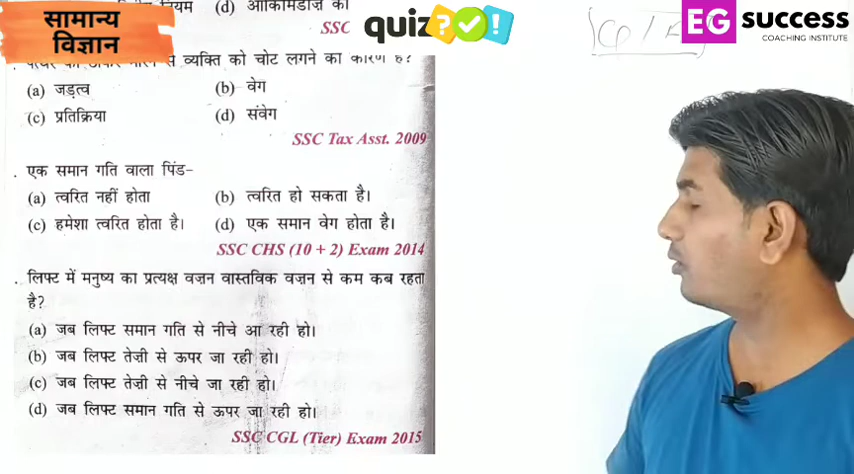 सामान्य
विज्ञान
(d) आर्कीमिडीज का
SSC
quiz?!
EG success
COACHING INSTITUTE
से व्यक्ति को चोट लगने का कारण है?
(a) जड़त्व (b) वेग
(c) प्रतिक्रिया (d) संवेग
SSC Tax Asst. 2009
एक समान गति वाला पिंड-
(a) त्वरित नहीं होता (b) त्वरित हो सकता है।
(c) हमेशा त्वरित होता है। (d) एक समान वेग होता है।
SSC CHS (10 + 2) Exam 2014
लिफ्ट में मनुष्य का प्रत्यक्ष वज़न वास्तविक वज़न से कम कब रहता
है?
(a) जब लिफ्ट समान गति से नीचे आ रही हो।
(b) जब लिफ्ट तेज़ी से ऊपर जा रही हो।
(c) जब लिफ्ट तेज़ी से नीचे जा रही हो।
(d) जब लिफ्ट समान गति से ऊपर जा रही हो।
SSC CGL (Tier) Exam 2015